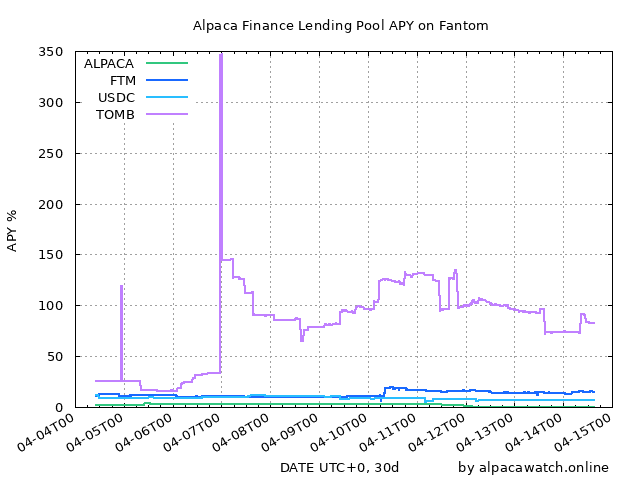 Alpaca Finance Lending Pool APY on Fantom
350
300
250
200
150
100
50
0
APY %
ALPACA
FTM
USDC
TOMB
04-04T00
04-05T00
04-06T00
04-07T00
04-08T00
04-09T00
04-10T00
04-11T00
04-12T00
04-13T00
04-14T00
04-15T00
DATE UTC+0, 30d
by alpacawatch.online